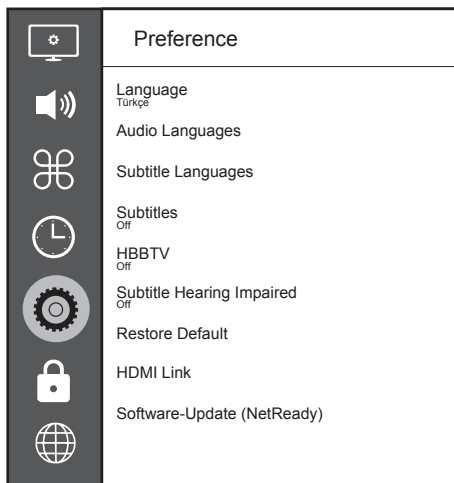 Preference
Language
Türkçe
Audio Languages
Subtitle Languages
Subtitles
Off
HBBTV
Off
Subtitle Hearing Impaired
Off
Restore Default
HDMI Link
Software-Update (NetReady)